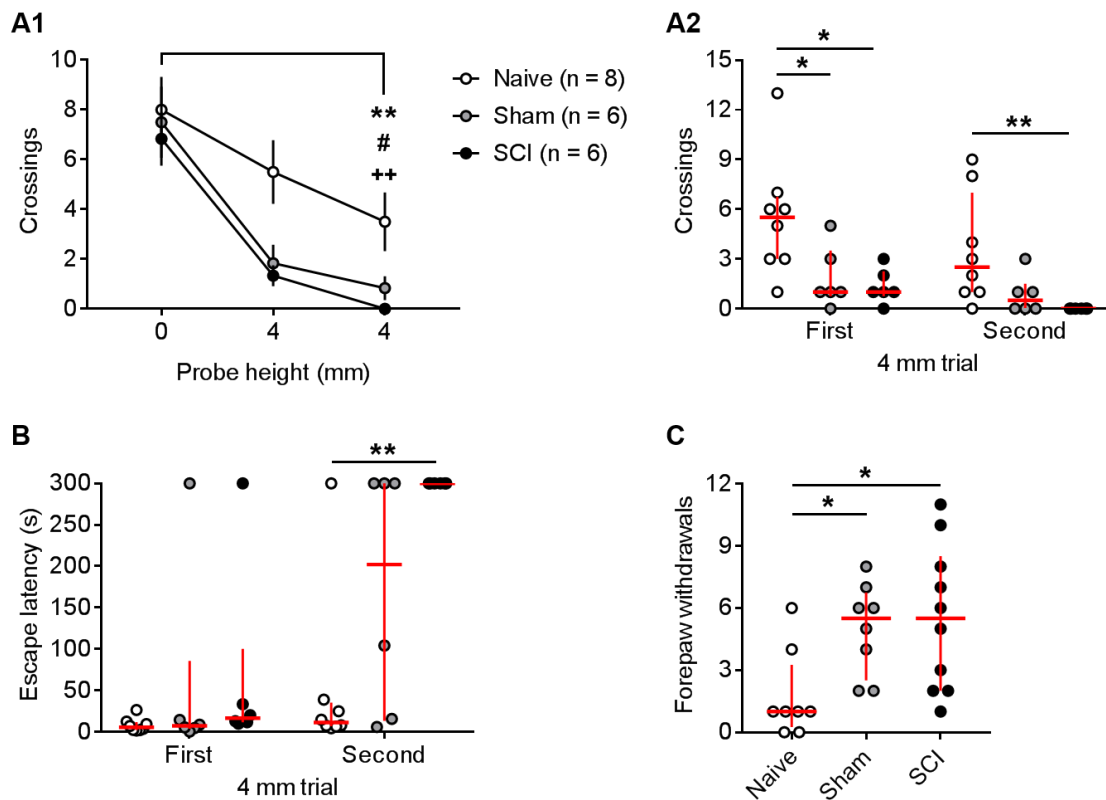 A1
10
8
6
4
2
0
Crossings
0 4 4
Probe height (mm)
**
#
++
Naive (n = 8)
Sham (n = 6)
SCI (n = 6)
A2
15
12
9
6
3
0
Crossings
*
*
**
First Second
4 mm trial
B
300
200
100
50
0
Escape latency (s)
**
First Second
4 mm trial
C
12
9
6
3
0
Forepaw withdrawals
*
*
Naive Sham SCI